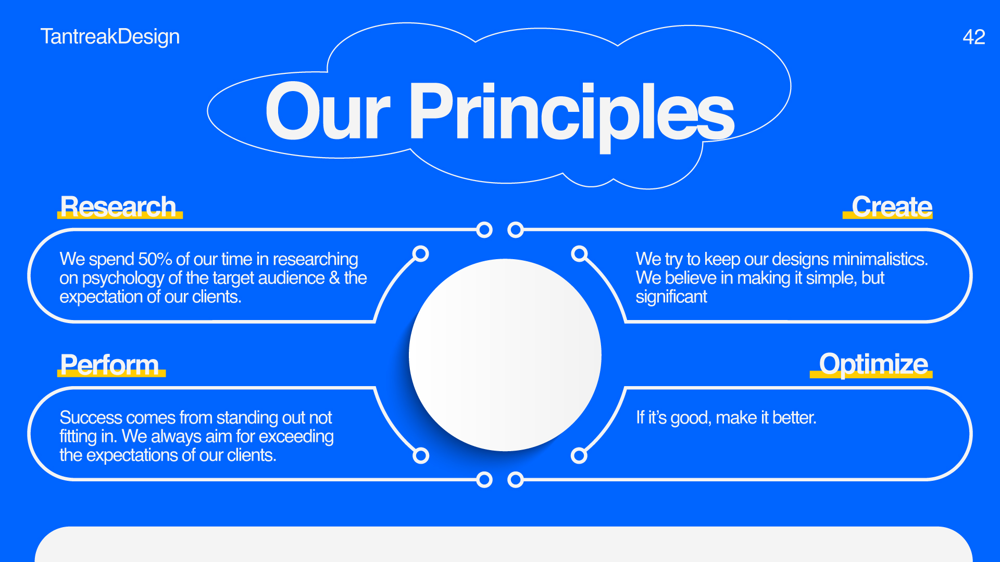 TantreakDesign
42
Our Principles
Research
We spend 50% of our time in researching
on psychology of the target audience & the
expectation of our clients.
Create
We try to keep our designs minimalistics.
We believe in making it simple, but
significant
Perform
Success comes from standing out not
fitting in. We always aim for exceeding
the expectations of our clients.
Optimize
If it’s good, make it better.